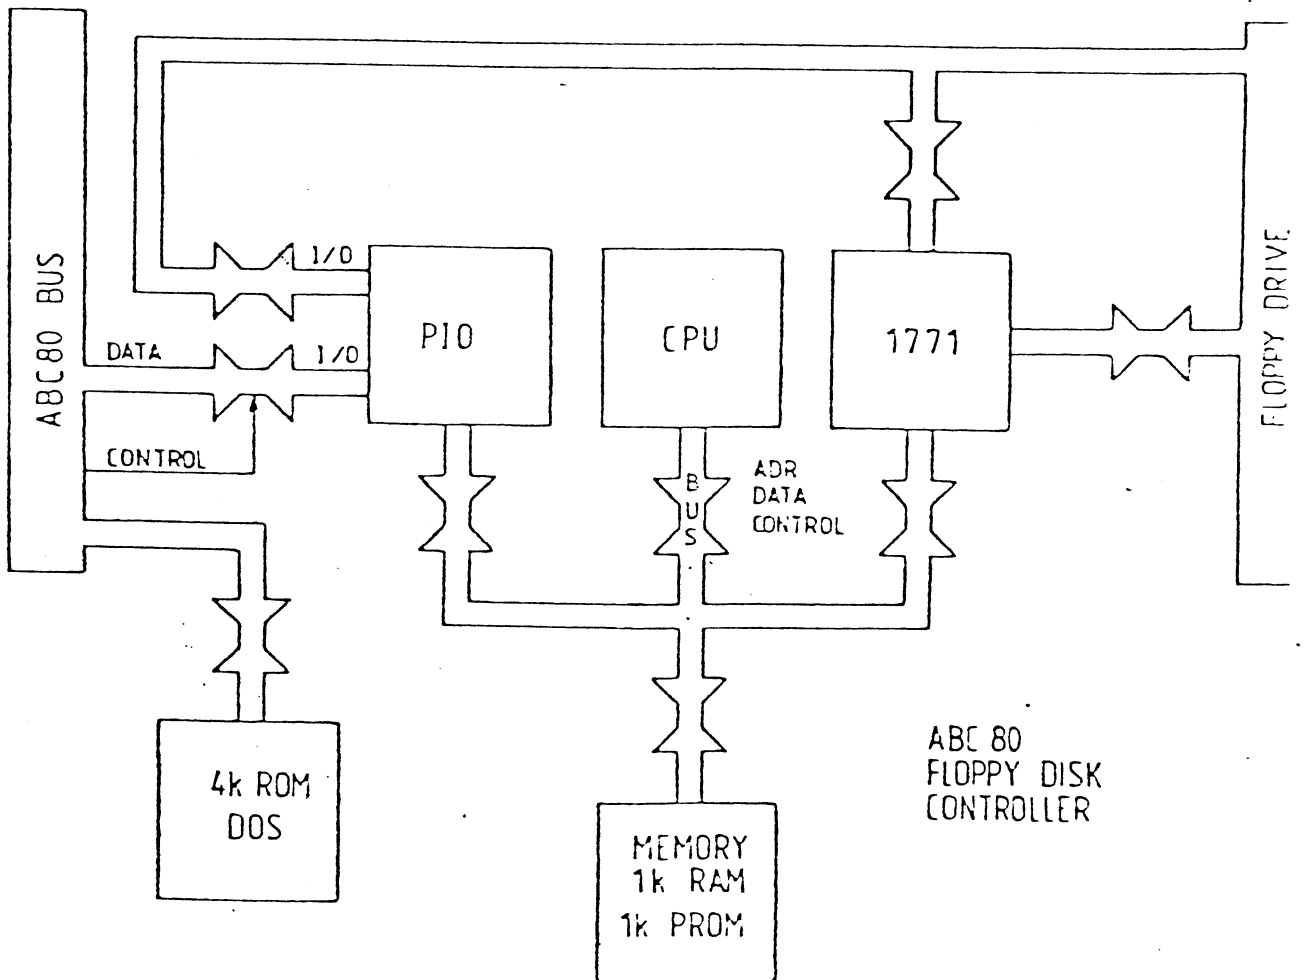 ABC80 BUS
I/O
DATA
I/O
CONTROL
PIO
CPU
1771
FLOPPY DRIVE
BUS
ADR
DATA
CONTROL
4k ROM
DOS
MEMORY
1k RAM
1k PROM
ABC 80
FLOPPY DISK
CONTROLLER